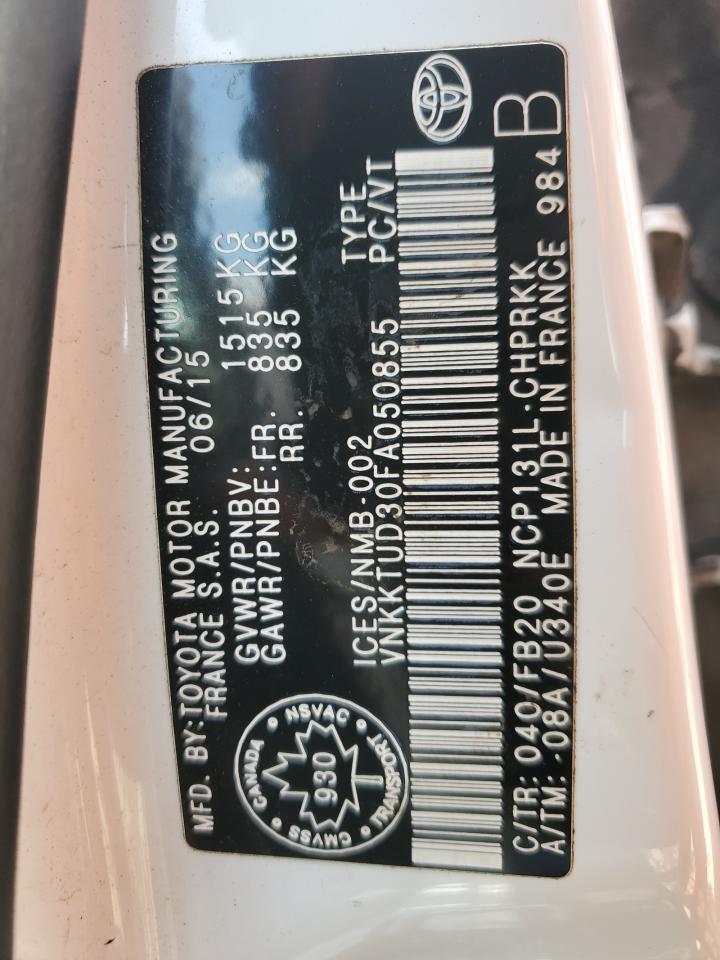 MFD. BY:TOYOTA MOTOR MANUFACTURING
FRANCE S.A.S. 06/15
GVWR/PNBV: 1515KG
GAWR/PNBE:FR. 835 KG
RR. 835 KG
CANADA • NSVAC • TRANSPORT • CMVSS •
930
ICES/NMB-002 TYPE
VNKKTUD30FA050855 PC/VT
C/TR: 040/FB20 NCP131L-CHPRKK
A/TM:-08A/U340E MADE IN FRANCE 984
B